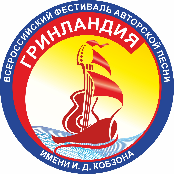 ВСЕРОССИЙСКИЙ ФЕСТИВАЛЬ АВТОРСКОЙ ПЕСНИ
ГРИНЛАНДИЯ
ИМЕНИ И. Д. КОБЗОНА